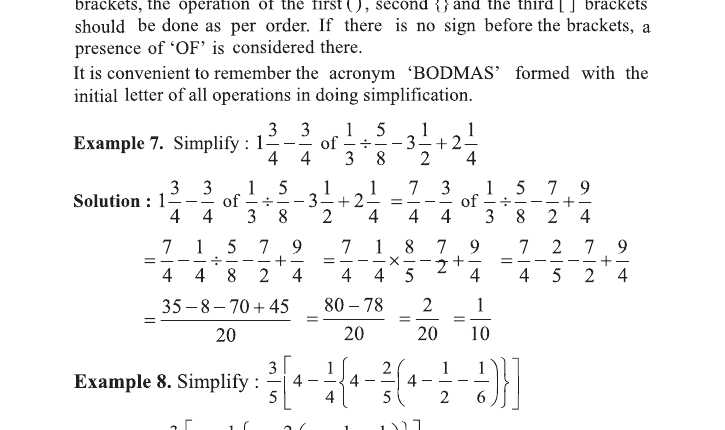 brackets, the operation of the first ( ), second { } and the third [ ] brackets
should be done as per order. If there is no sign before the brackets, a
presence of ‘OF’ is considered there.
It is convenient to remember the acronym ‘BODMAS’ formed with the
initial letter of all operations in doing simplification.
Example 7. Simplify : 1 3/4 − 3/4 of 1/3 ÷ 5/8 − 3 1/2 + 2 1/4
Solution : 1 3/4 − 3/4 of 1/3 ÷ 5/8 − 3 1/2 + 2 1/4 = 7/4 − 3/4 of 1/3 ÷ 5/8 − 7/2 + 9/4
= 7/4 − 1/4 ÷ 5/8 − 7/2 + 9/4 = 7/4 − 1/4 × 8/5 − 7/2 + 9/4 = 7/4 − 2/5 − 7/2 + 9/4
= (35 − 8 − 70 + 45)/20 = (80 − 78)/20 = 2/20 = 1/10
Example 8. Simplify : 3/5 [ 4 − 1/4 { 4 − 2/5 ( 4 − 1/2 − 1/6 ) } ]